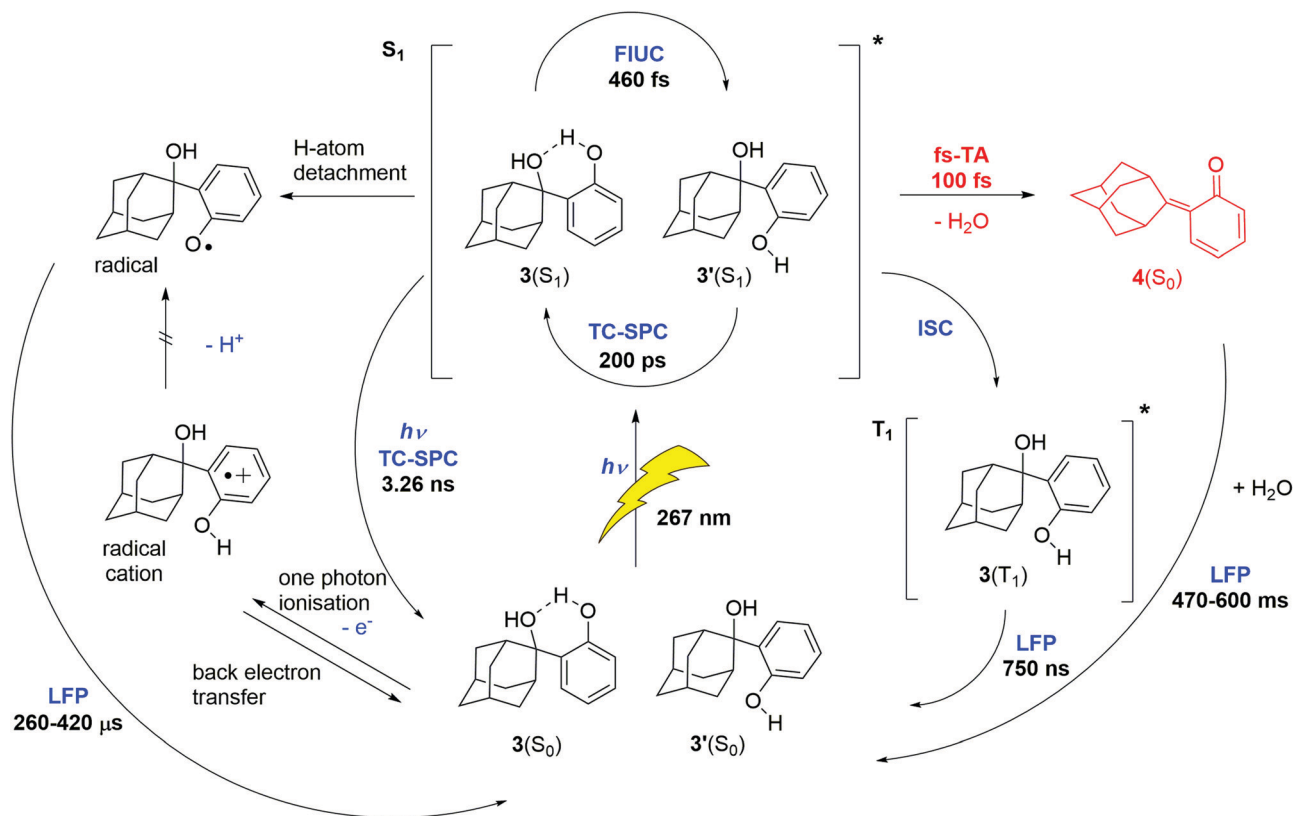 S1
*
FlUC
460 fs
H
HO
O
OH
O
H
3(S1)
3'(S1)
TC-SPC
200 ps
H-atom
detachment
OH
O•
radical
- H+
OH
•+
O
H
radical
cation
fs-TA
100 fs
- H2O
O
4(S0)
ISC
hν
TC-SPC
3.26 ns
hν
267 nm
T1
*
OH
O
H
3(T1)
+ H2O
LFP
470-600 ms
LFP
750 ns
one photon
ionisation
- e-
back electron
transfer
H
HO
O
OH
O
H
3(S0)
3'(S0)
LFP
260-420 μs